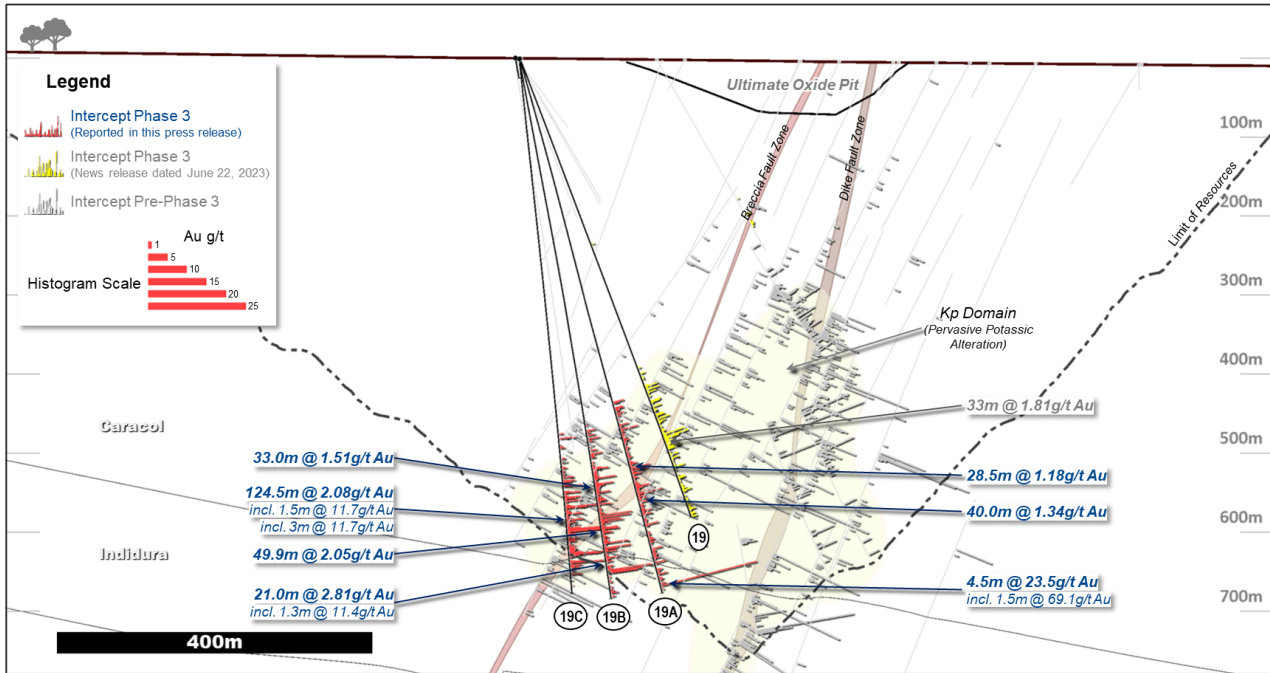 Legend
Intercept Phase 3
(Reported in this press release)
Intercept Phase 3
(News release dated June 22, 2023)
Intercept Pre-Phase 3
Au g/t
Histogram Scale
1
5
10
15
20
25
Ultimate Oxide Pit
Breccia Fault Zone
Dike Fault Zone
Limit of Resources
100m
200m
300m
400m
500m
600m
700m
Kp Domain
(Pervasive Potassic
Alteration)
Caracol
Indidura
33.0m @ 1.51g/t Au
124.5m @ 2.08g/t Au
incl. 1.5m @ 11.7g/t Au
incl. 3m @ 11.7g/t Au
49.9m @ 2.05g/t Au
21.0m @ 2.81g/t Au
incl. 1.3m @ 11.4g/t Au
33m @ 1.81g/t Au
28.5m @ 1.18g/t Au
40.0m @ 1.34g/t Au
4.5m @ 23.5g/t Au
incl. 1.5m @ 69.1g/t Au
19
19C
19B
19A
400m